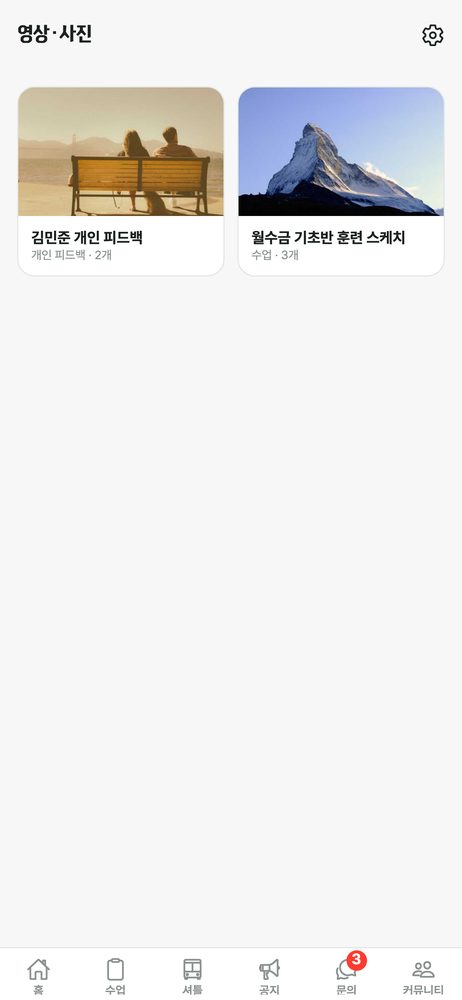 영상·사진
김민준 개인 피드백
개인 피드백 · 2개
월수금 기초반 훈련 스케치
수업 · 3개
3
홈
수업
셔틀
공지
문의
커뮤니티